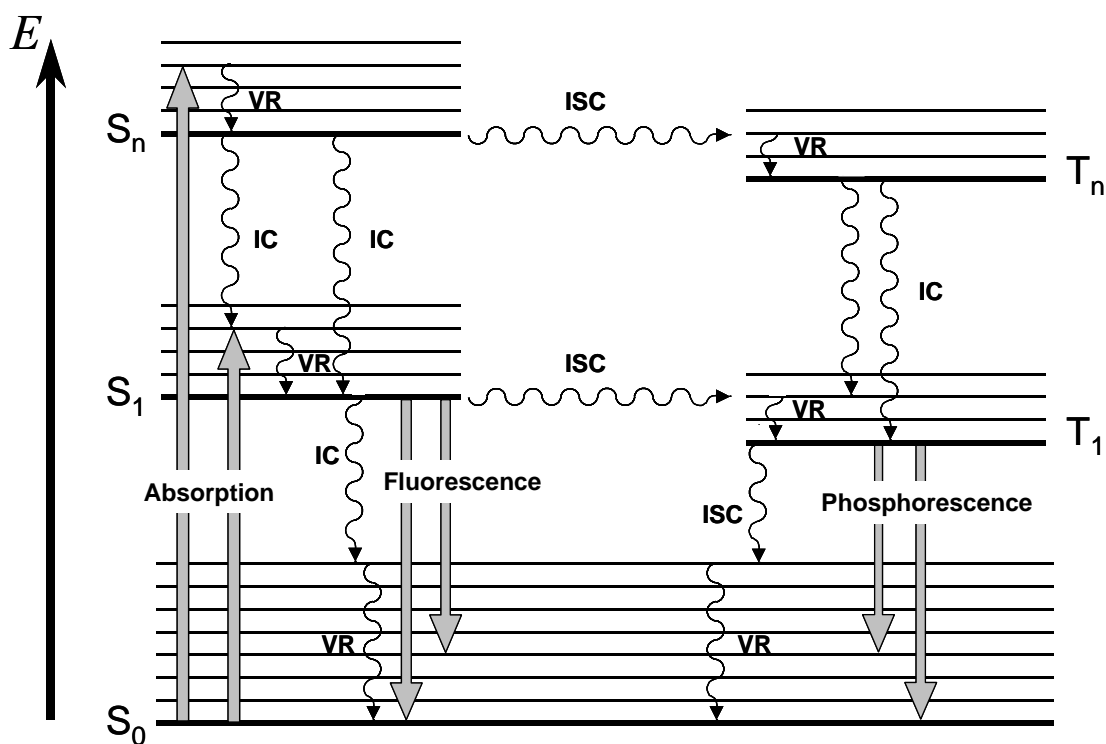 E
VR
ISC
Sₙ
VR
Tₙ
IC
IC
IC
VR
ISC
S₁
VR
T₁
IC
Fluorescence
Absorption
Phosphorescence
ISC
VR
VR
S₀